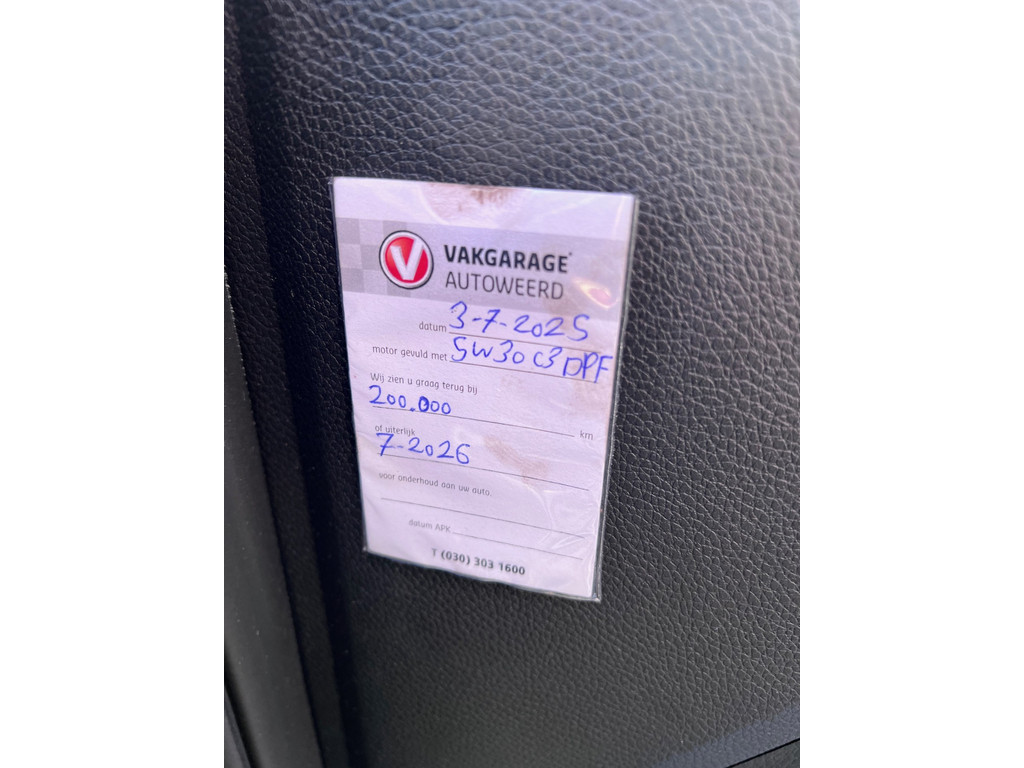 V VAKGARAGE®
AUTOWEERD
datum 3-7-2025
motor gevuld met 5W30 C3 DPF
Wij zien u graag terug bij
200.000 km
of uiterlijk
7-2026
voor onderhoud aan uw auto.
datum APK
T (030) 303 1600